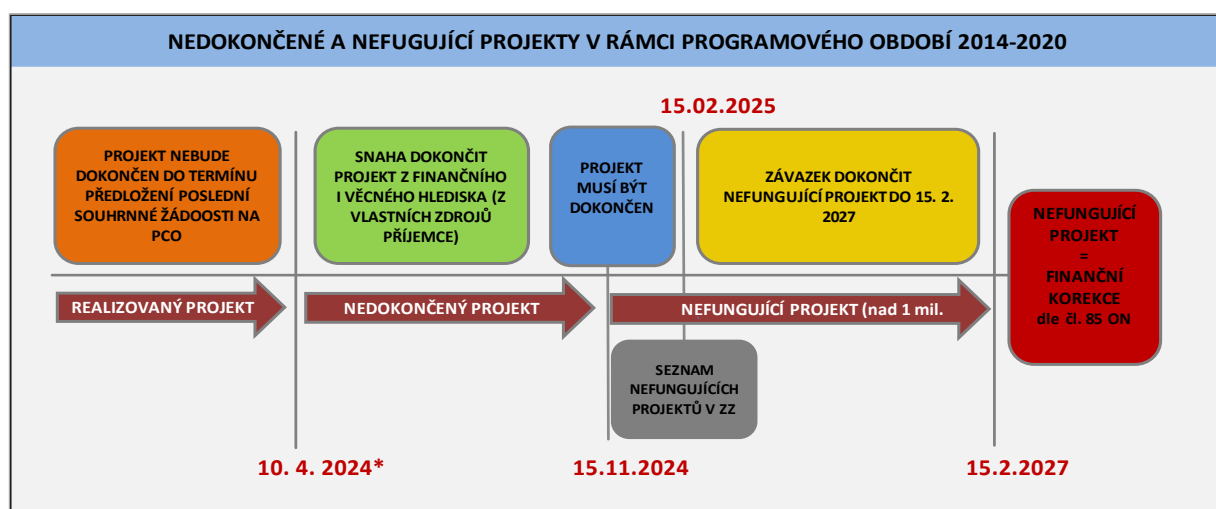 NEDOKONČENÉ A NEFUGUJÍCÍ PROJEKTY V RÁMCI PROGRAMOVÉHO OBDOBÍ 2014-2020
15.02.2025
PROJEKT NEBUDE
DOKONČEN DO TERMÍNU
PŘEDLOŽENÍ POSLEDNÍ
SOUHRNNÉ ŽÁDOOSTI NA
PCO
SNAHA DOKONČIT
PROJEKT Z FINANČNÍHO
I VĚCNÉHO HLEDISKA (Z
VLASTNÍCH ZDROJŮ
PŘÍJEMCE)
PROJEKT
MUSÍ BÝT
DOKONČEN
ZÁVAZEK DOKONČIT
NEFUNGUJÍCÍ PROJEKT DO 15. 2.
2027
NEFUNGUJÍCÍ
PROJEKT
=
FINANČNÍ
KOREKCE
dle čl. 85 ON
REALIZOVANÝ PROJEKT
NEDOKONČENÝ PROJEKT
NEFUNGUJÍCÍ PROJEKT (nad 1 mil.
SEZNAM
NEFUNGUJÍCÍCH
PROJEKTŮ V ZZ
10. 4. 2024*
15.11.2024
15.2.2027